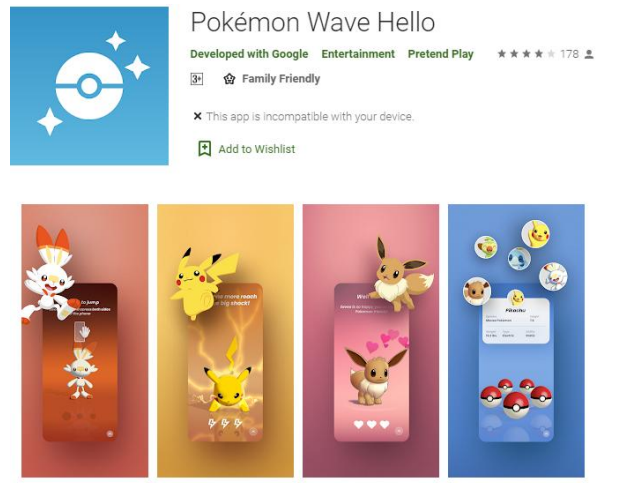 Pokémon Wave Hello
Developed with Google Entertainment Pretend Play 178
3+ Family Friendly
This app is incompatible with your device.
Add to Wishlist
to jump
more reach
big shock!
Well
Pikachu